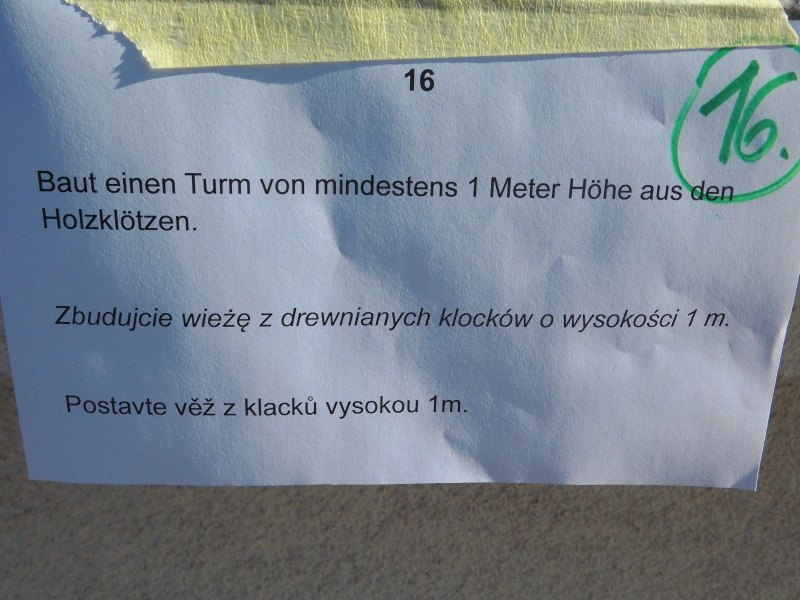 16
16.
Baut einen Turm von mindestens 1 Meter Höhe aus den
Holzklötzen.
Zbudujcie wieżę z drewnianych klocków o wysokości 1 m.
Postavte věž z klacků vysokou 1m.